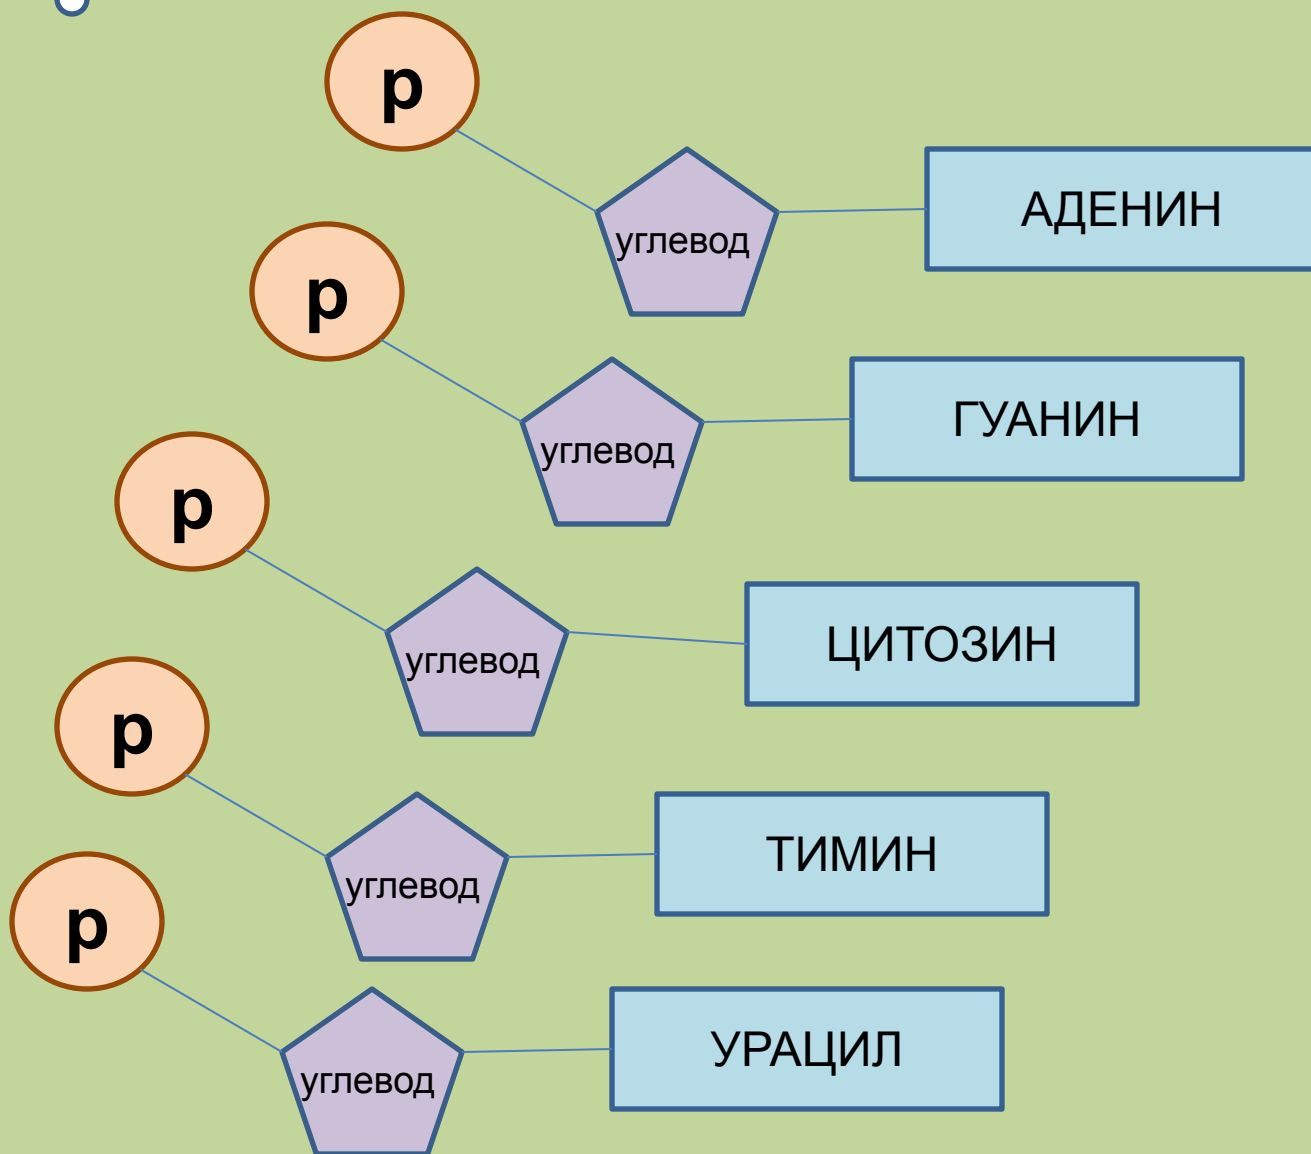 р
углевод
АДЕНИН
р
углевод
ГУАНИН
р
углевод
ЦИТОЗИН
р
углевод
ТИМИН
р
углевод
УРАЦИЛ